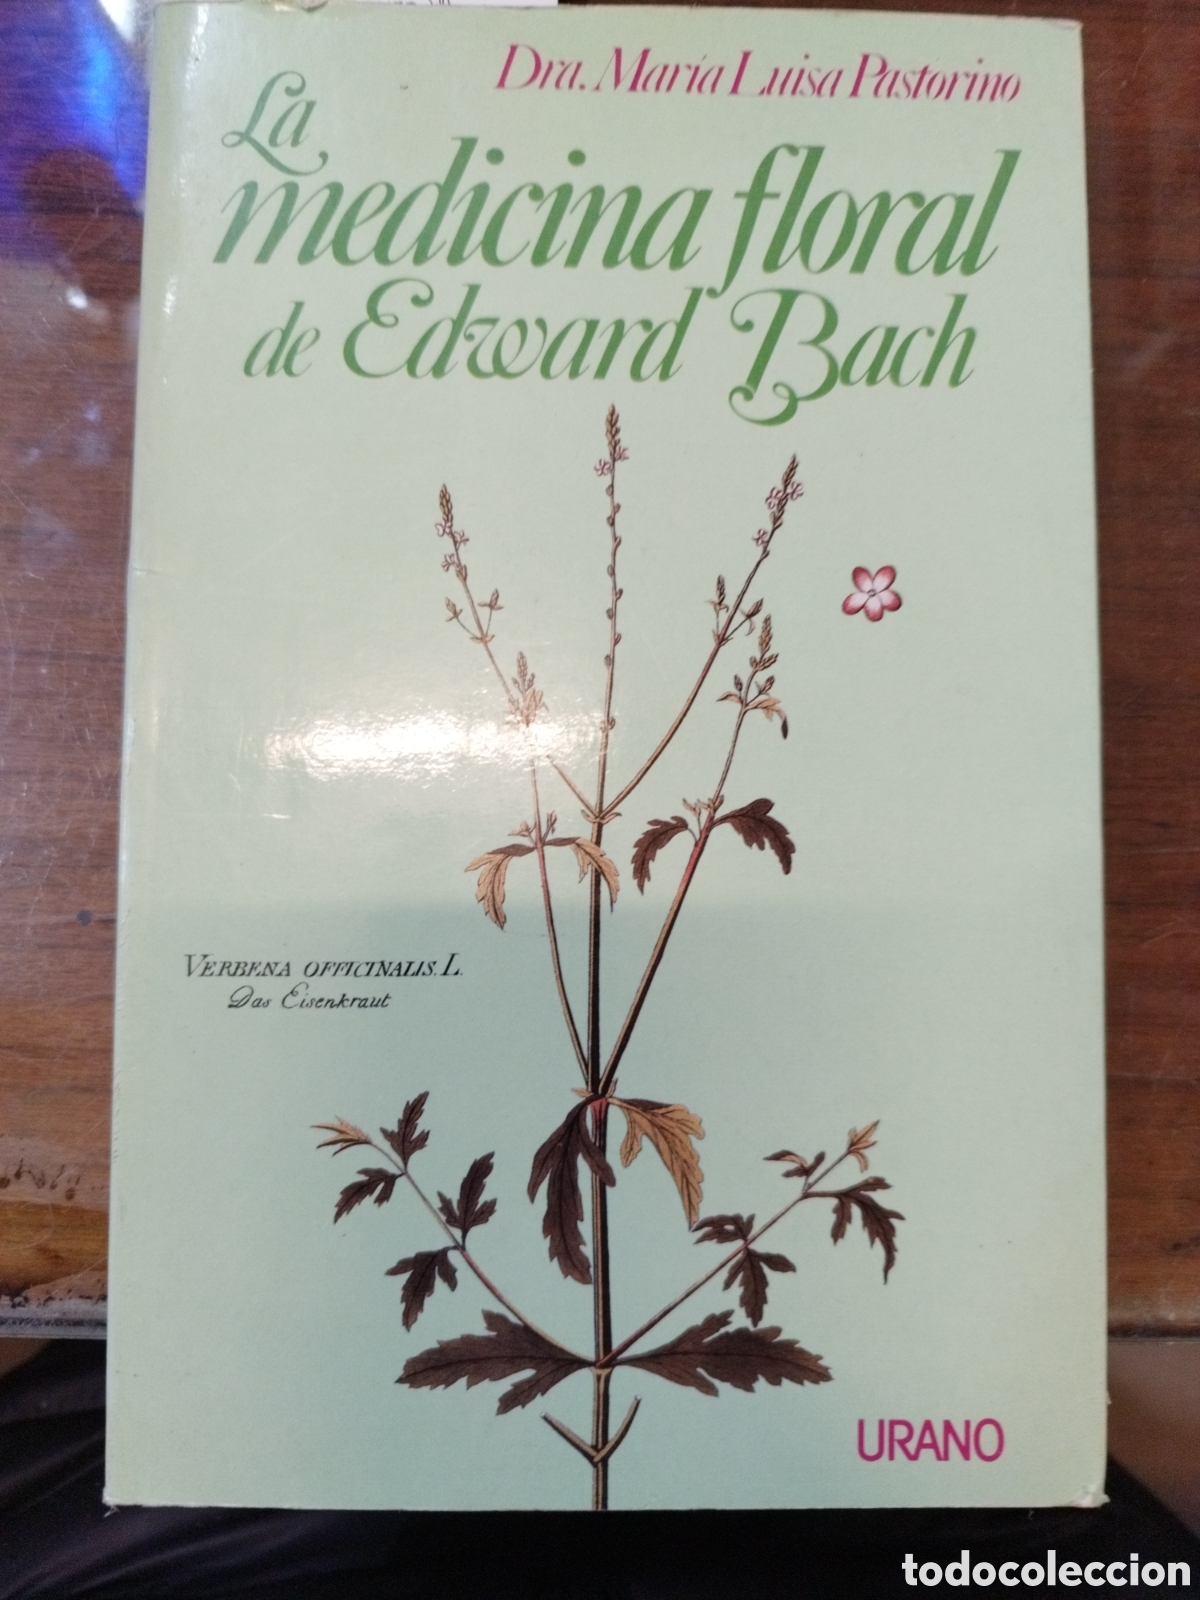 Dra. María Luisa Pastorino
La
medicina floral
de Edward Bach
VERBENA OFFICINALIS. L.
Das Eisenkraut
URANO
todocoleccion